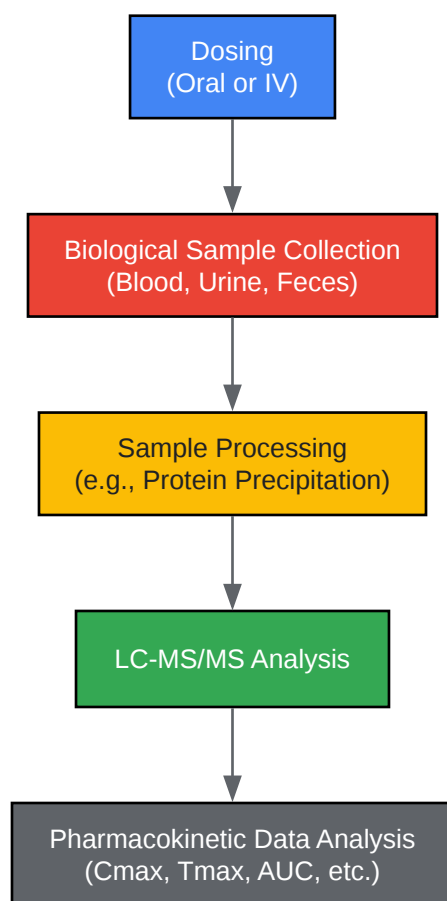 Dosing
(Oral or IV)
Biological Sample Collection
(Blood, Urine, Feces)
Sample Processing
(e.g., Protein Precipitation)
LC-MS/MS Analysis
Pharmacokinetic Data Analysis
(Cmax, Tmax, AUC, etc.)